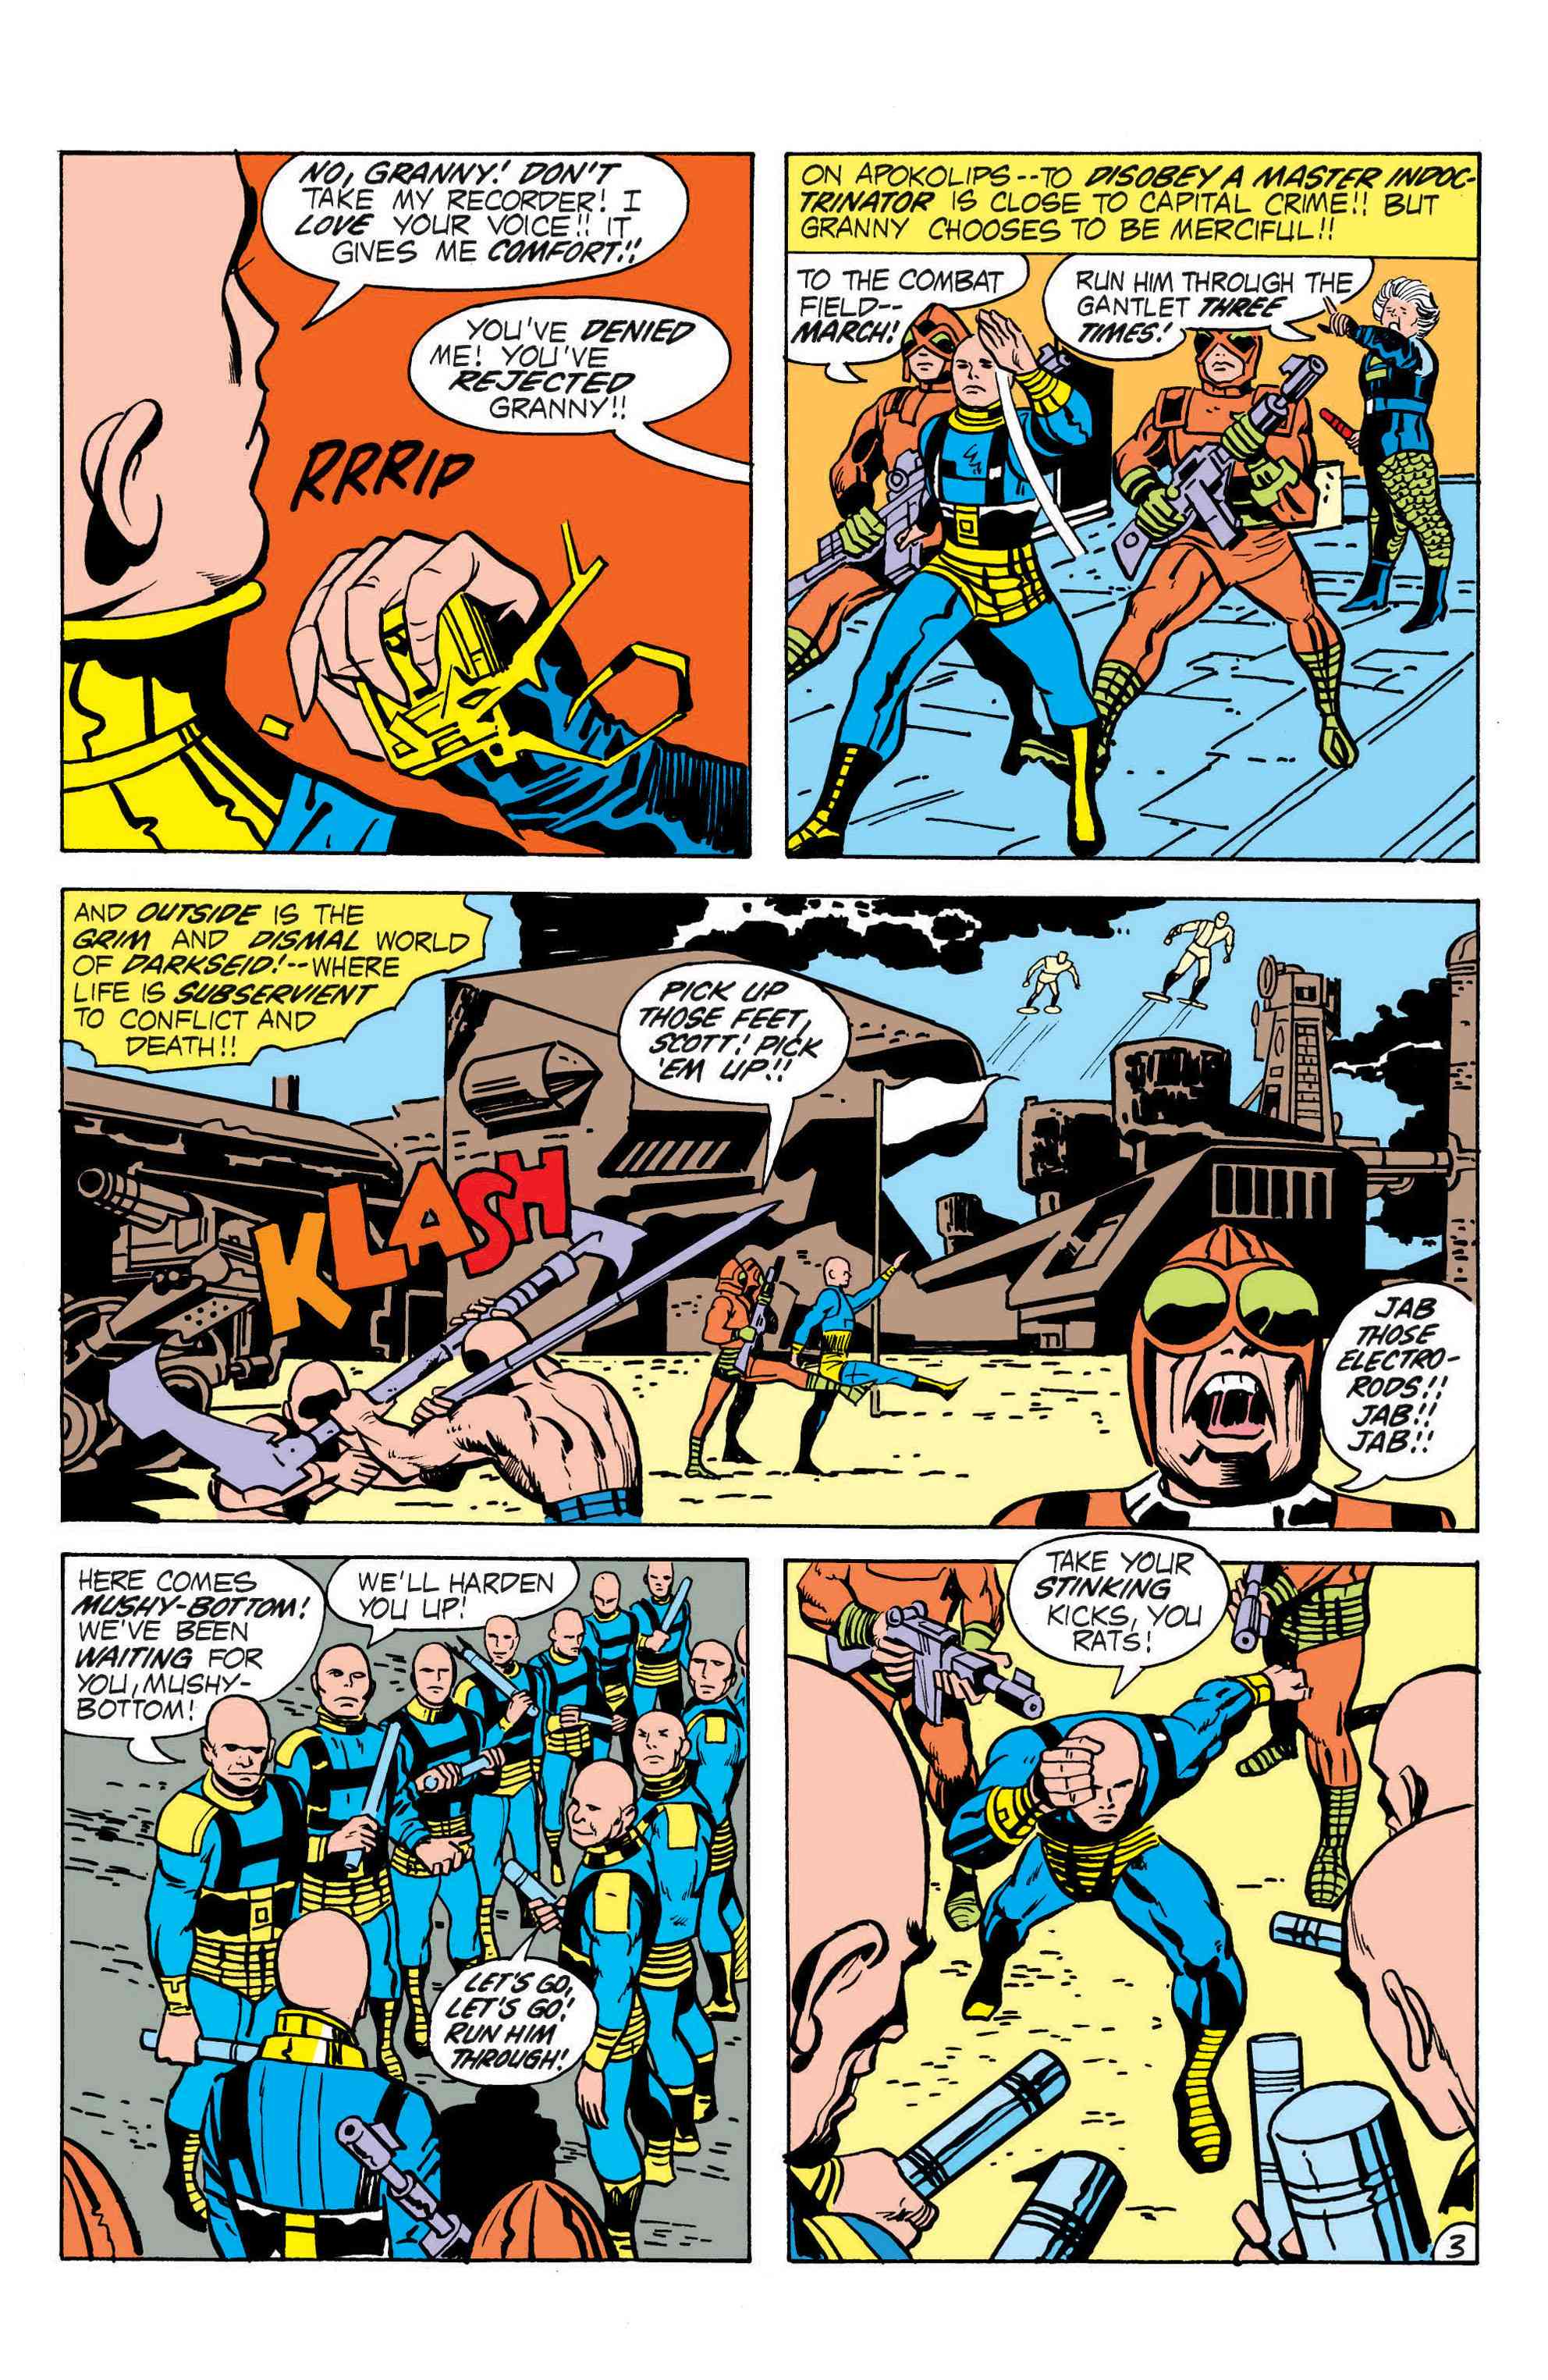 NO, GRANNY! DON'T
TAKE MY RECORDER! I
LOVE YOUR VOICE!! IT
GIVES ME COMFORT!!
YOU'VE DENIED
ME! YOU'VE
REJECTED
GRANNY!!
RRRIP
ON APOKOLIPS--TO DISOBEY A MASTER INDOC-
TRINATOR IS CLOSE TO CAPITAL CRIME!! BUT
GRANNY CHOOSES TO BE MERCIFUL!!
TO THE COMBAT
FIELD--
MARCH!
RUN HIM THROUGH THE
GANTLET THREE
TIMES!
AND OUTSIDE IS THE
GRIM AND DISMAL WORLD
OF DARKSEID!--WHERE
LIFE IS SUBSERVIENT
TO CONFLICT AND
DEATH!!
PICK UP
THOSE FEET,
SCOTT! PICK
'EM UP!!
KLASH
JAB
THOSE
ELECTRO-
RODS!!
JAB!!
JAB!!
HERE COMES
MUSHY-BOTTOM!
WE'VE BEEN
WAITING FOR
YOU, MUSHY-
BOTTOM!
WE'LL HARDEN
YOU UP!
LET'S GO,
LET'S GO!
RUN HIM
THROUGH!
TAKE YOUR
STINKING
KICKS, YOU
RATS!
3